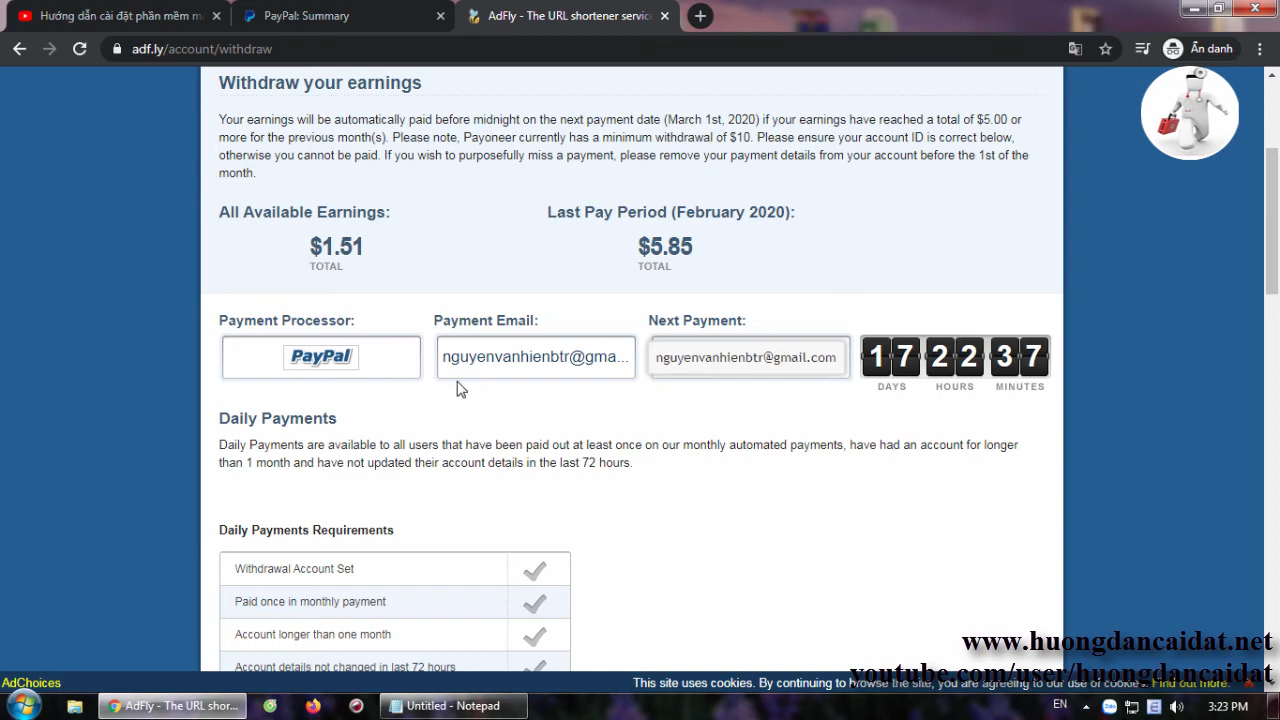 Hướng dẫn cài đặt phần mềm m
PayPal: Summary
AdFly - The URL shortener service
adf.ly/account/withdraw
Ẩn danh
Withdraw your earnings
Your earnings will be automatically paid before midnight on the next payment date (March 1st, 2020) if your earnings have reached a total of $5.00 or
more for the previous month(s). Please note, Payoneer currently has a minimum withdrawal of $10. Please ensure your account ID is correct below,
otherwise you cannot be paid. If you wish to purposefully miss a payment, please remove your payment details from your account before the 1st of the
month.
All Available Earnings:
Last Pay Period (February 2020):
$1.51
$5.85
TOTAL
TOTAL
Payment Processor:
Payment Email:
Next Payment:
PayPal
nguyenvanhienbtr@gma...
nguyenvanhienbtr@gmail.com
17 22 37
DAYS HOURS MINUTES
Daily Payments
Daily Payments are available to all users that have been paid out at least once on our monthly automated payments, have had an account for longer
than 1 month and have not updated their account details in the last 72 hours.
Daily Payments Requirements
Withdrawal Account Set
Paid once in monthly payment
Account longer than one month
Account details not changed in last 72 hours
www.huongdancaidat.net
youtube.com/user/huongdancaidat
AdChoices
This site uses cookies. By continuing to browse the site, you are agreeing to our use of cookies. Find out more.
AdFly - The URL shor...
Untitled - Notepad
EN
Zalo
3:23 PM